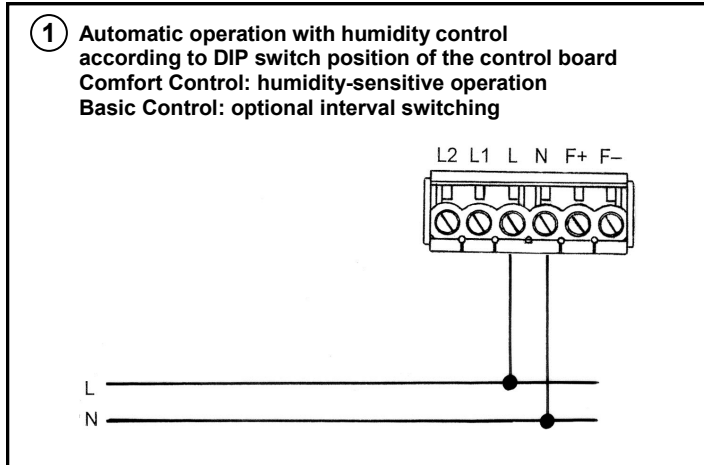 1 Automatic operation with humidity control
according to DIP switch position of the control board
Comfort Control: humidity-sensitive operation
Basic Control: optional interval switching
L2 L1 L N F+ F–
L
N